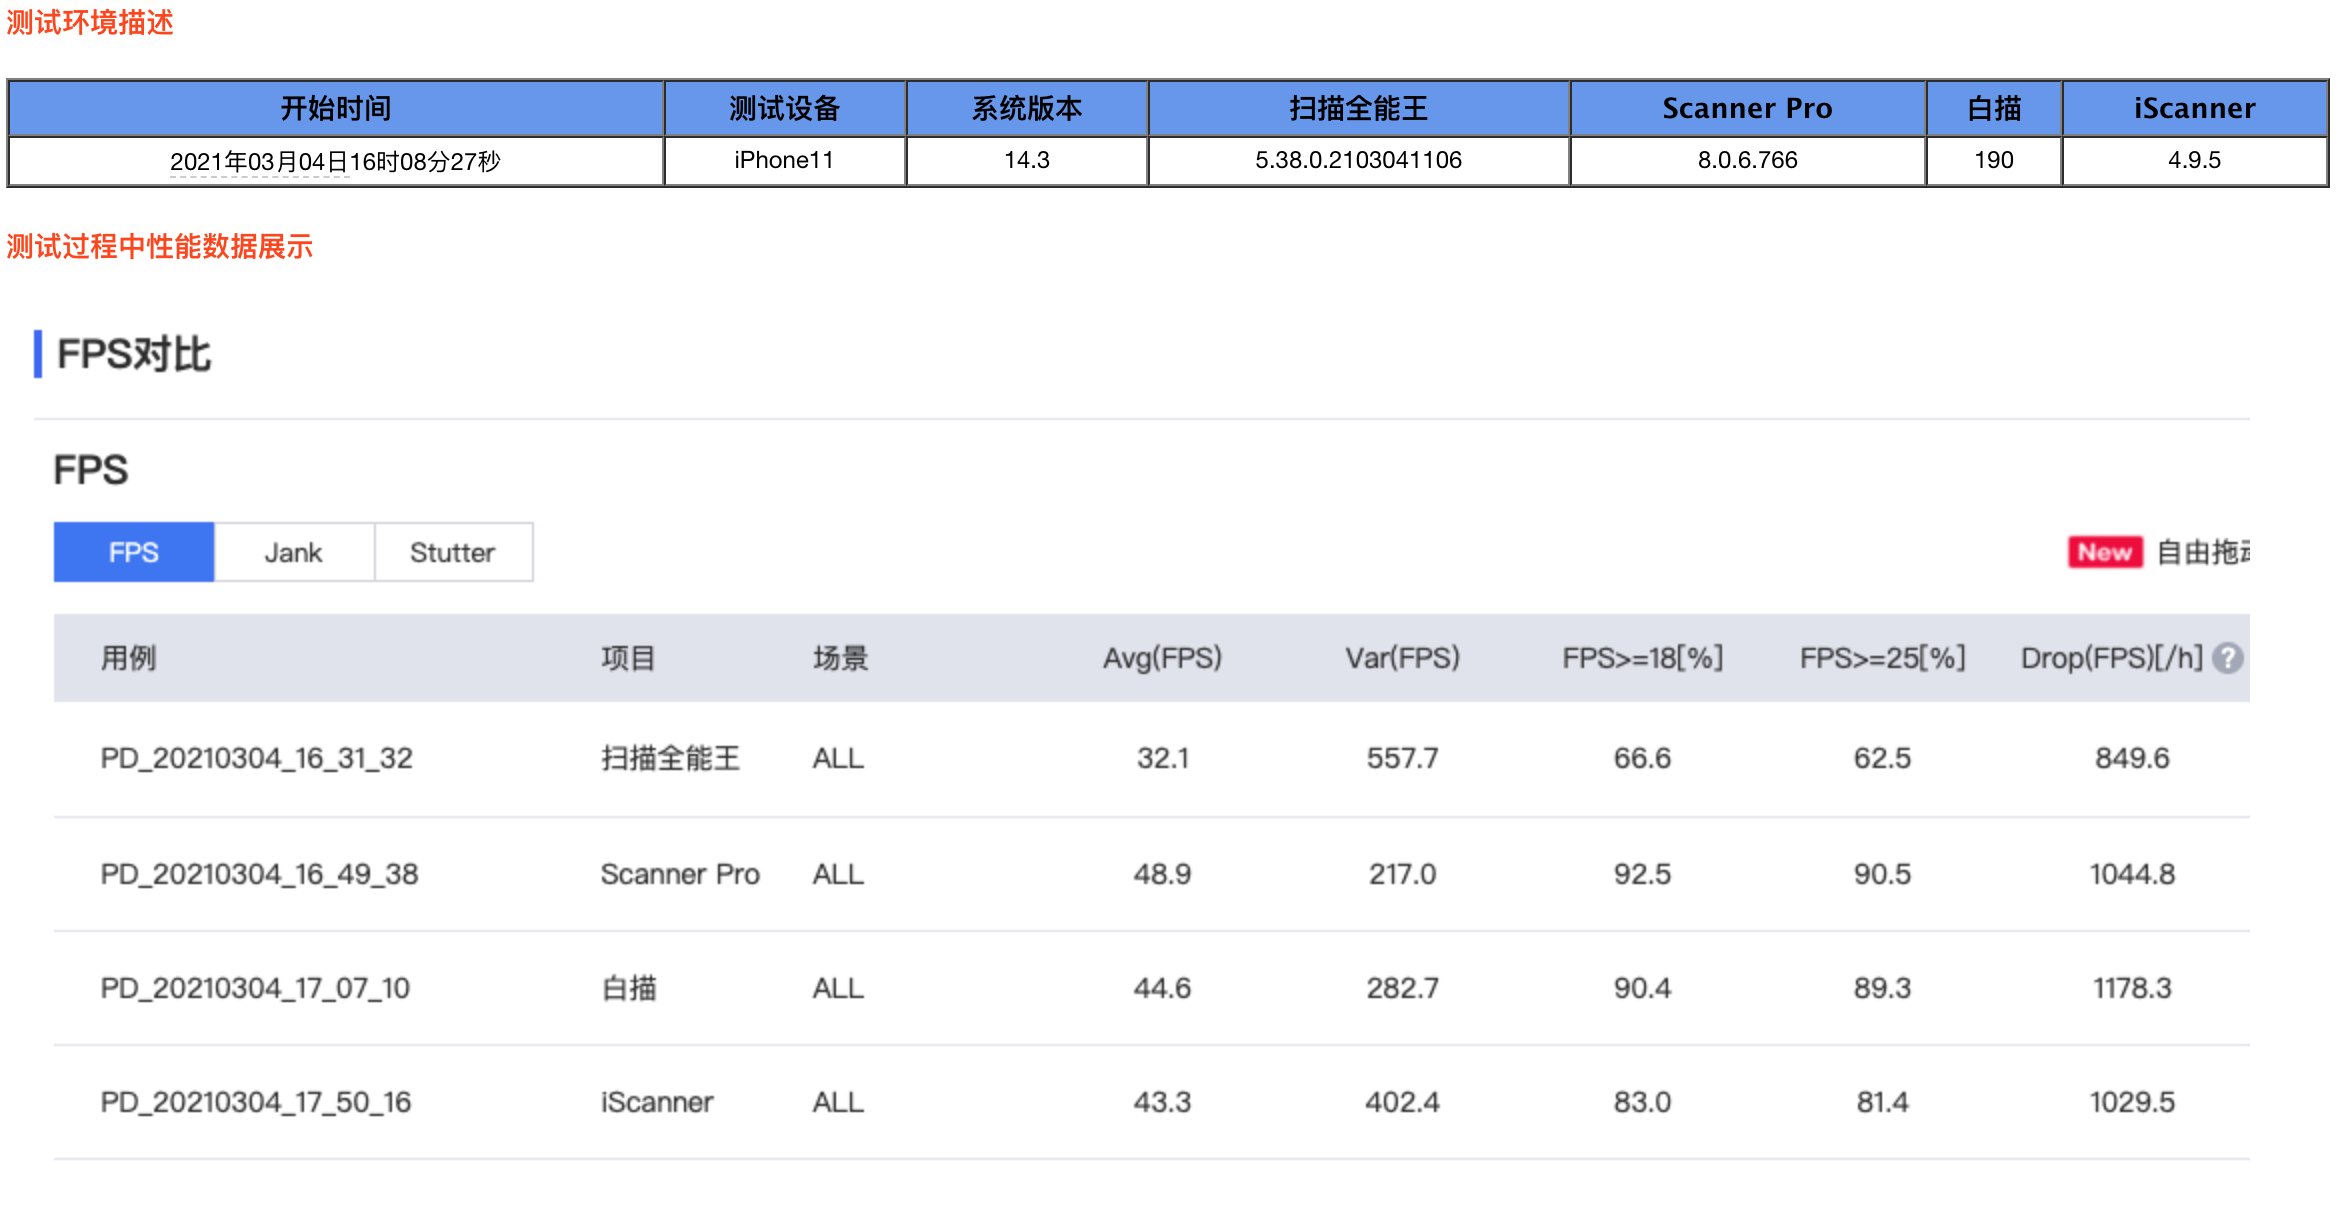 测试环境描述
开始时间 测试设备 系统版本 扫描全能王 Scanner Pro 白描 iScanner
2021年03月04日16时08分27秒 iPhone11 14.3 5.38.0.2103041106 8.0.6.766 190 4.9.5
测试过程中性能数据展示
FPS对比
FPS
FPS Jank Stutter New 自由拖
用例 项目 场景 Avg(FPS) Var(FPS) FPS>=18[%] FPS>=25[%] Drop(FPS)[/h] ?
PD_20210304_16_31_32 扫描全能王 ALL 32.1 557.7 66.6 62.5 849.6
PD_20210304_16_49_38 Scanner Pro ALL 48.9 217.0 92.5 90.5 1044.8
PD_20210304_17_07_10 白描 ALL 44.6 282.7 90.4 89.3 1178.3
PD_20210304_17_50_16 iScanner ALL 43.3 402.4 83.0 81.4 1029.5